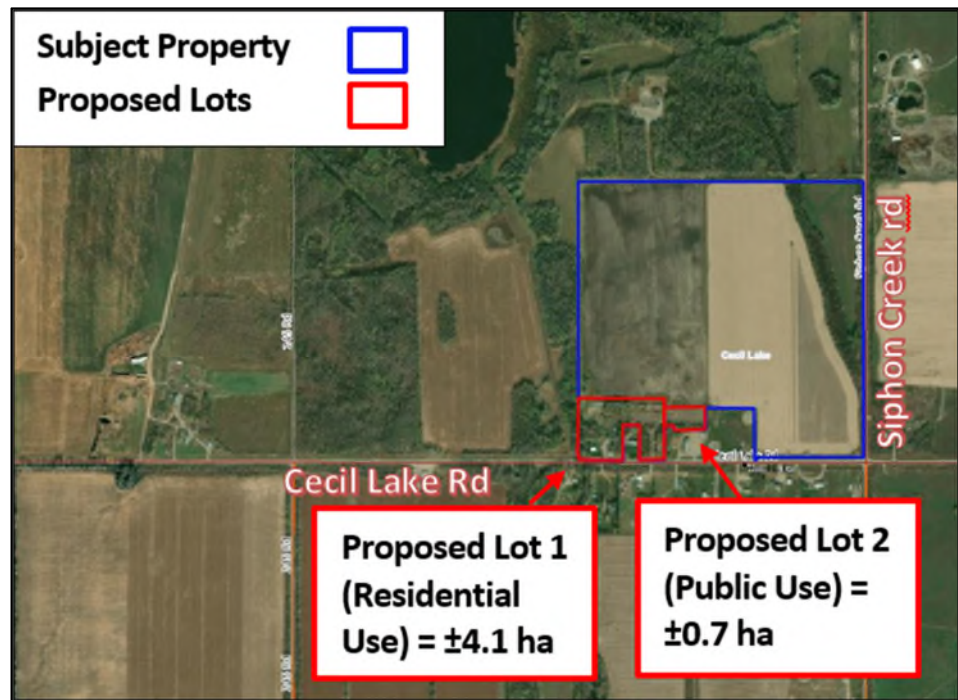 Subject Property
Proposed Lots
Siphon Creek rd
Cecil Lake
Cecil Lake Rd
Proposed Lot 1
(Residential
Use) = ±4.1 ha
Proposed Lot 2
(Public Use) =
±0.7 ha